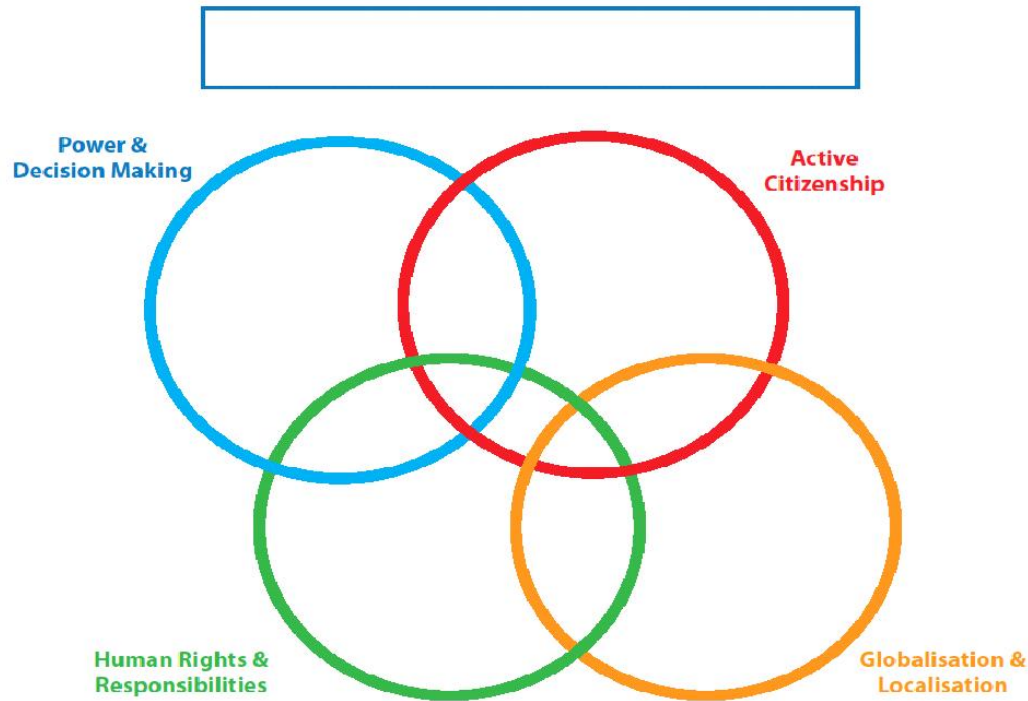 Power &
Decision Making
Active
Citizenship
Human Rights &
Responsibilities
Globalisation &
Localisation